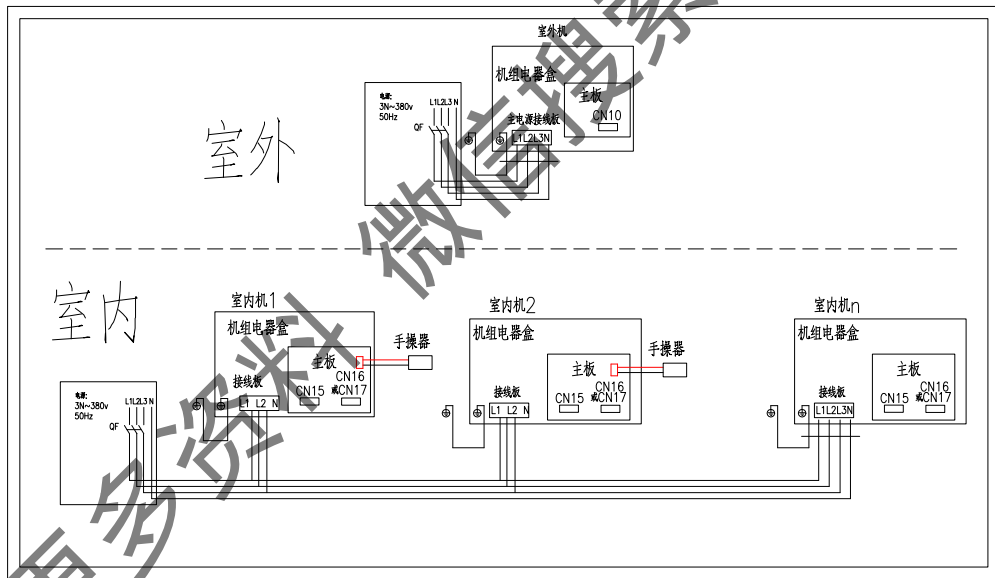 室外机
机组电器盒
主板
CN10
主电源接线板
L1L2L3N
电源:
3N~380v
50Hz
L1L2L3 N
QF
室外
微信搜索
室内
室内机1
机组电器盒
主板
CN16
CN15 或CN17
接线板
L1 L2 N
手操器
室内机2
机组电器盒
主板
CN16
CN15 或CN17
接线板
L1 L2 N
手操器
室内机n
机组电器盒
主板
CN16
CN15 或CN17
接线板
L1L2L3N
电源:
3N~380v
50Hz
L1L2L3 N
QF
更多资料